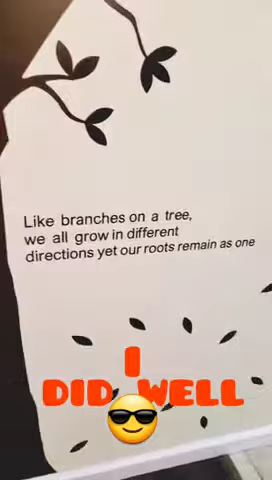 Like branches on a tree,
we all grow in different
directions yet our roots remain as one
I
DID WELL